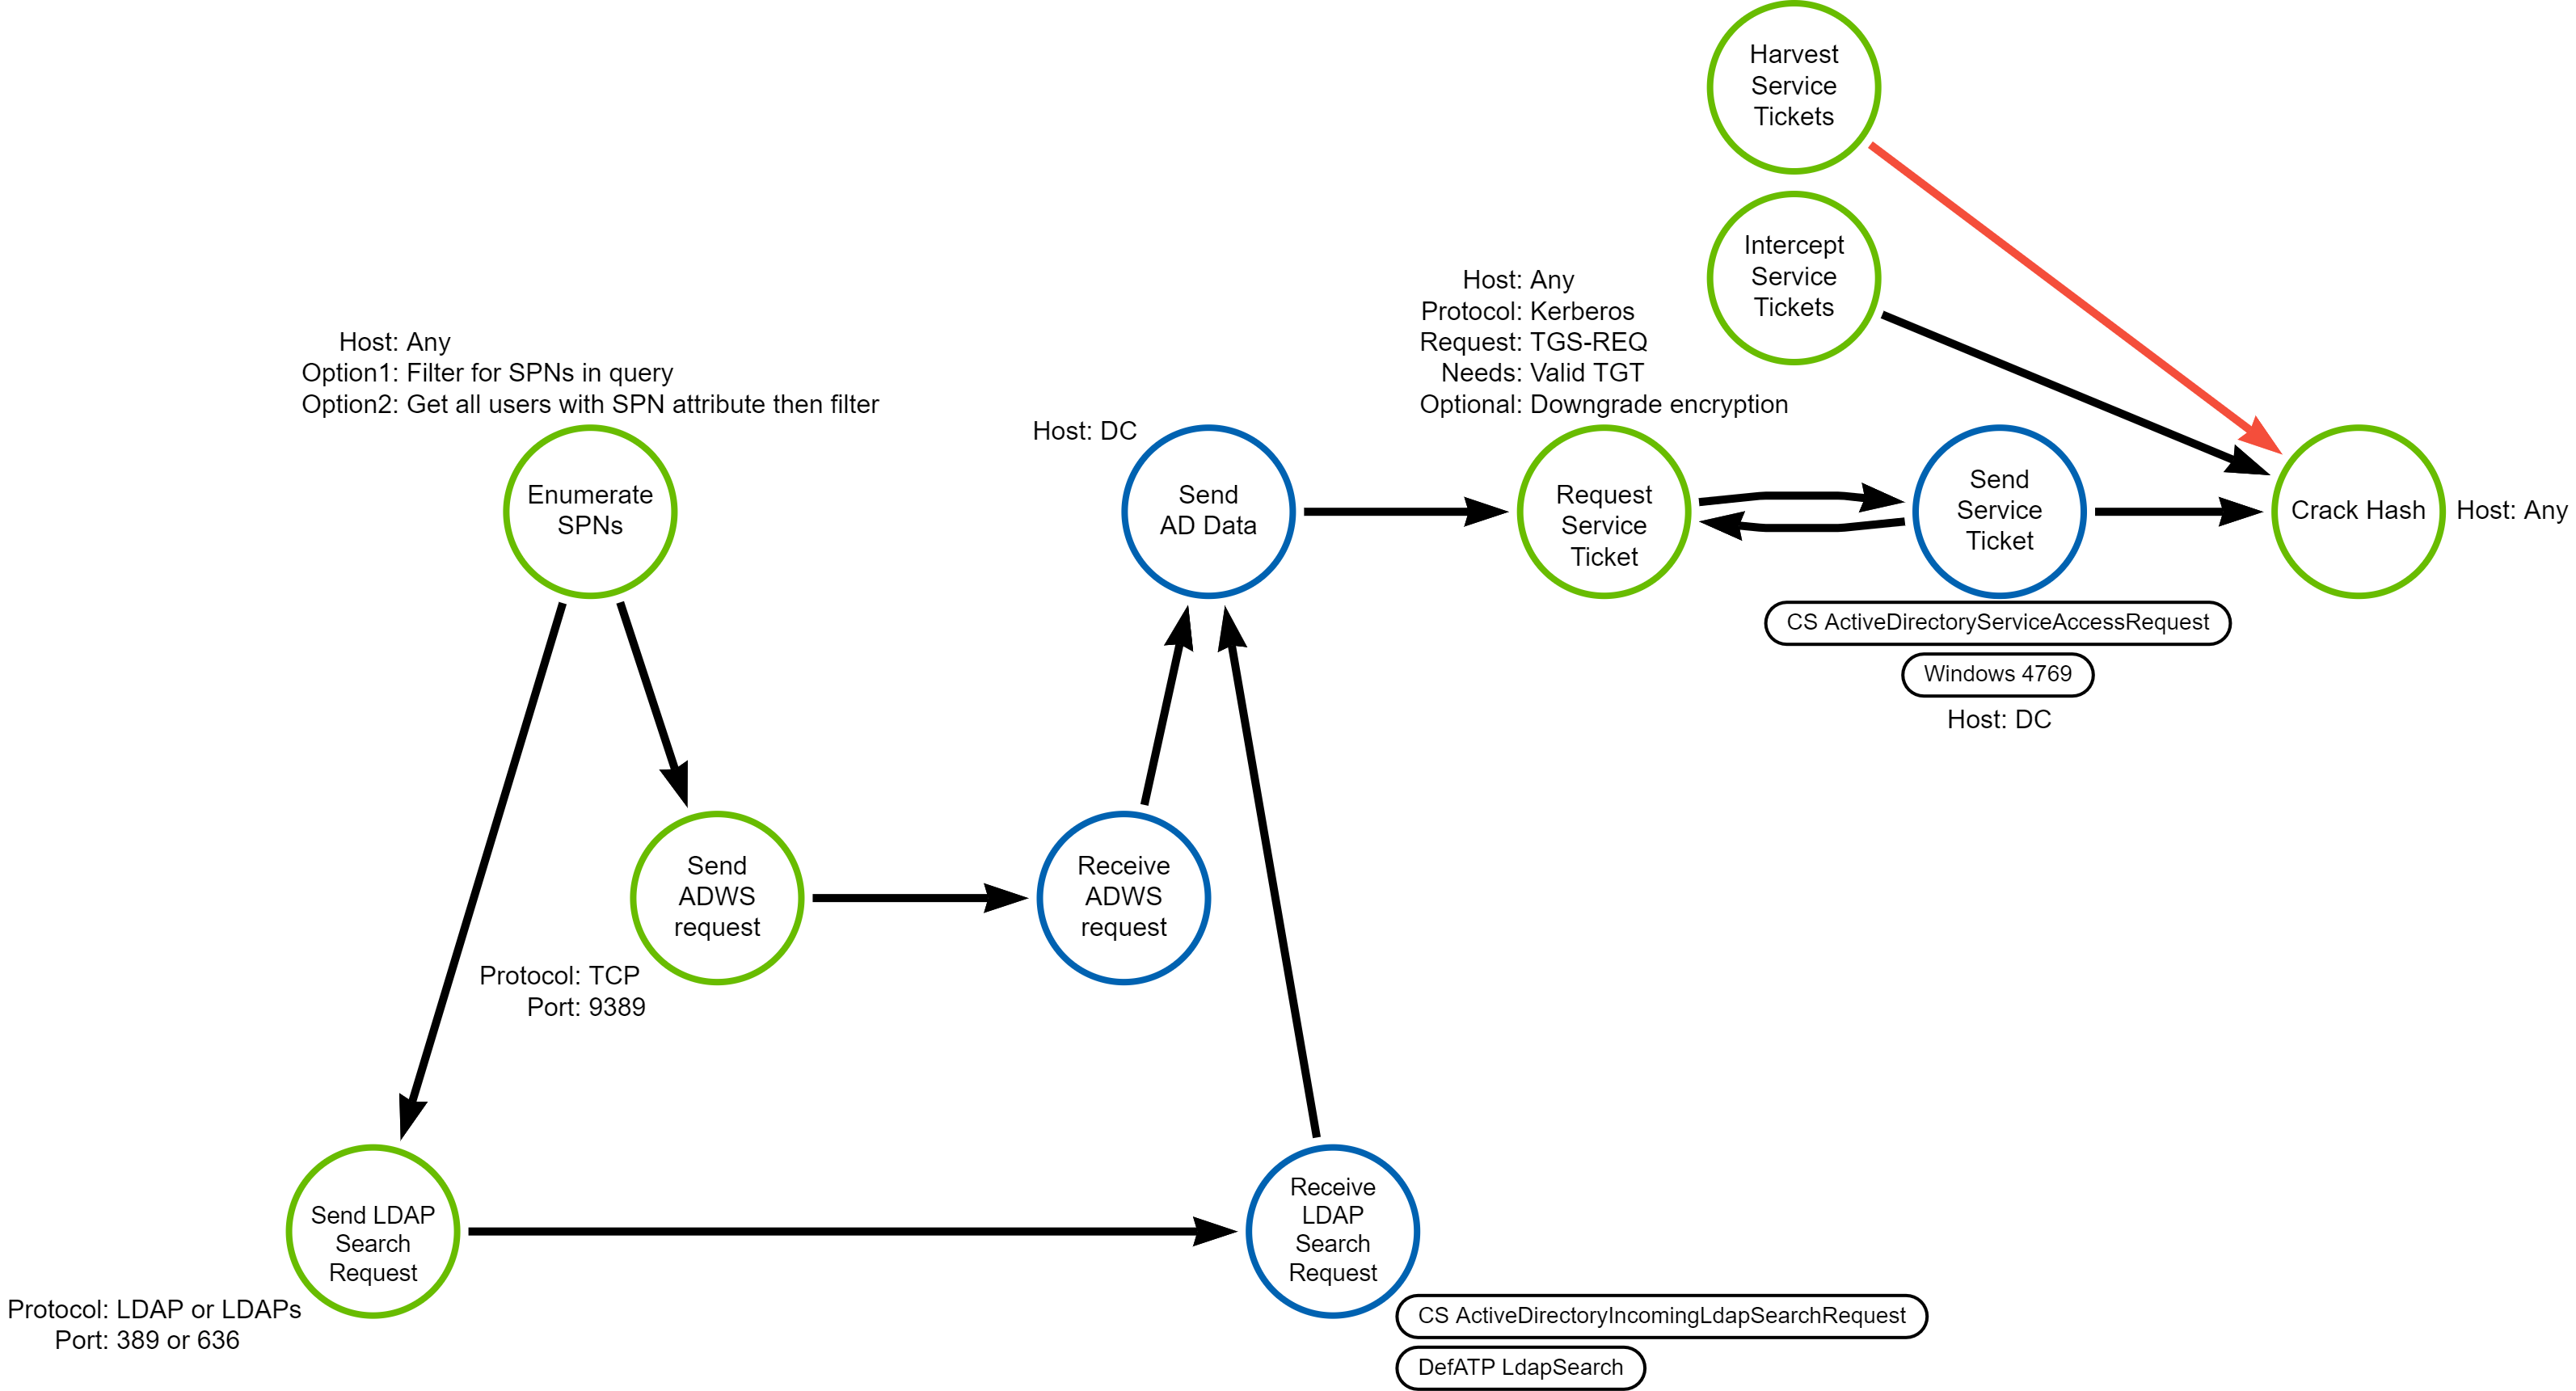 Harvest
Service
Tickets
Intercept
Service
Tickets
Host: Any
Protocol: Kerberos
Request: TGS-REQ
Needs: Valid TGT
Optional: Downgrade encryption
Host: Any
Option1: Filter for SPNs in query
Option2: Get all users with SPN attribute then filter
Host: DC
Enumerate
SPNs
Send
AD Data
Request
Service
Ticket
Send
Service
Ticket
Crack Hash
Host: Any
CS ActiveDirectoryServiceAccessRequest
Windows 4769
Host: DC
Send
ADWS
request
Receive
ADWS
request
Protocol: TCP
Port: 9389
Send LDAP
Search
Request
Receive
LDAP
Search
Request
Protocol: LDAP or LDAPs
Port: 389 or 636
CS ActiveDirectoryIncomingLdapSearchRequest
DefATP LdapSearch